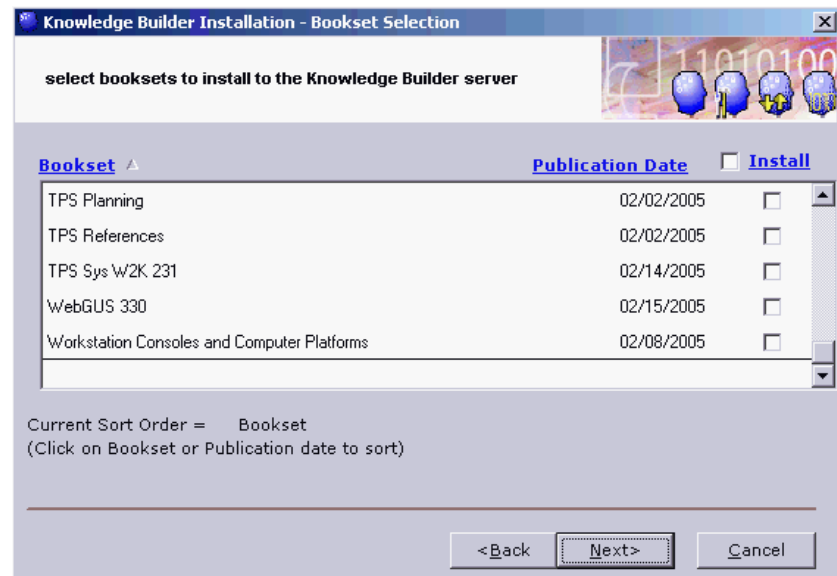 Knowledge Builder Installation - Bookset Selection
select booksets to install to the Knowledge Builder server
11010100
Bookset Publication Date Install
TPS Planning 02/02/2005
TPS References 02/02/2005
TPS Sys W2K 231 02/14/2005
WebGUS 330 02/15/2005
Workstation Consoles and Computer Platforms 02/08/2005
Current Sort Order = Bookset
(Click on Bookset or Publication date to sort)
<Back Next> Cancel